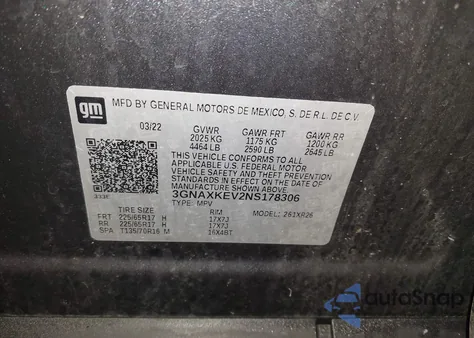 gm
MFD BY GENERAL MOTORS DE MEXICO, S. DE R.L. DE C.V.
03/22 GVWR GAWR FRT GAWR RR
2025 KG 1175 KG 1200 KG
4464 LB 2590 LB 2645 LB
THIS VEHICLE CONFORMS TO ALL
APPLICABLE U.S. FEDERAL MOTOR
VEHICLE SAFETY AND THEFT
PREVENTION STANDARDS IN
EFFECT ON THE DATE OF
MANUFACTURE SHOWN ABOVE.
3GNAXKEV2NS178306
TYPE: MPV MODEL: 261XR26
TIRE SIZE RIM
FRT 225/65R17 H 17X7J
RR 225/65R17 H 17X7J
SPA T135/70R16 M 16X4BT
autoSnap